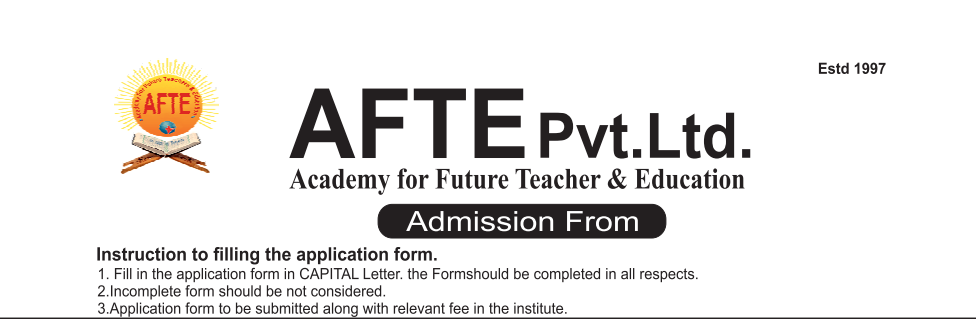 Estd 1997
AFTE
AFTE Pvt.Ltd.
Academy for Future Teacher & Education
Admission From
Instruction to filling the application form.
1. Fill in the application form in CAPITAL Letter. the Formshould be completed in all respects.
2.Incomplete form should be not considered.
3.Application form to be submitted along with relevant fee in the institute.